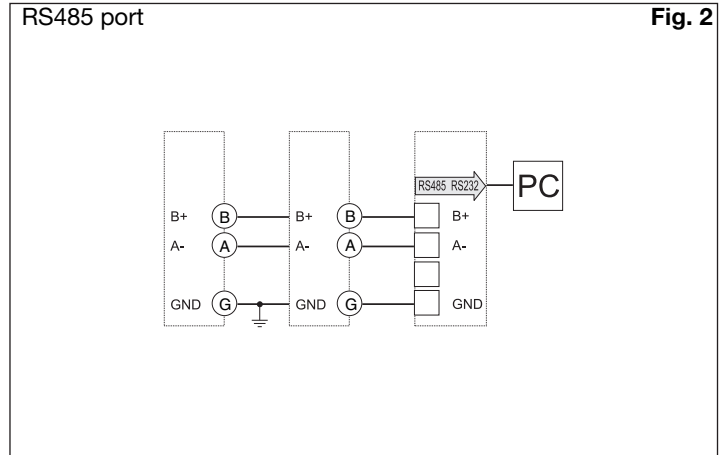 RS485 port Fig. 2
RS485 RS232 PC
B+ B B+ B B+
A- A A- A A-
GND G GND G GND